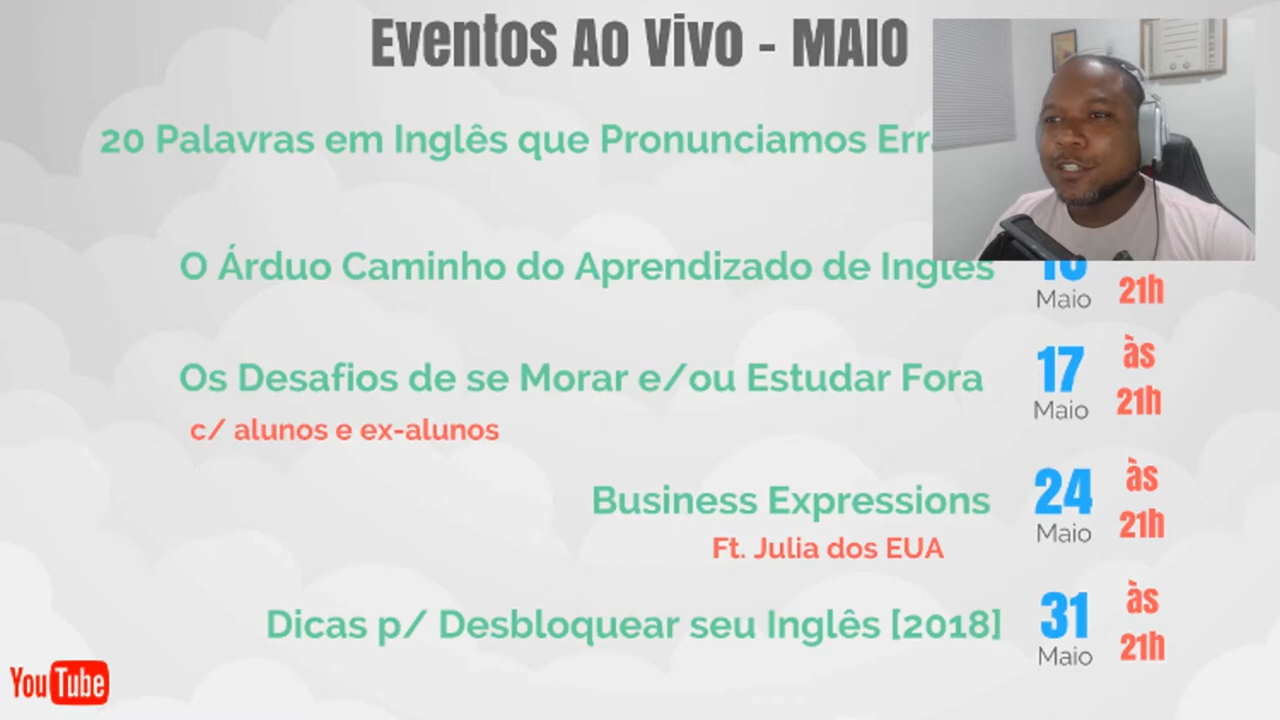 Eventos Ao Vivo - MAIO
20 Palavras em Inglês que Pronunciamos
O Árduo Caminho do Aprendizado de Inglês
Maio
21h
Os Desafios de se Morar e/ou Estudar Fora
c/ alunos e ex-alunos
17
Maio
às
21h
Business Expressions
Ft. Julia dos EUA
24
Maio
às
21h
Dicas p/ Desbloquear seu Inglês [2018]
31
Maio
às
21h
YouTube